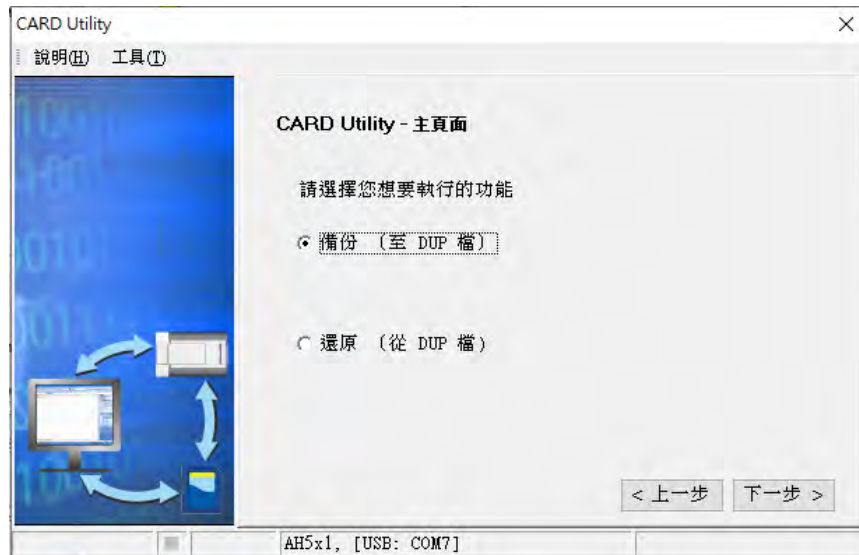 CARD Utility
說明(H) 工具(T)
CARD Utility - 主頁面
請選擇您想要執行的功能
備份 (至 DUP 檔)
還原 (從 DUP 檔)
< 上一步 下一步 >
AH5x1, [USB: COM7]